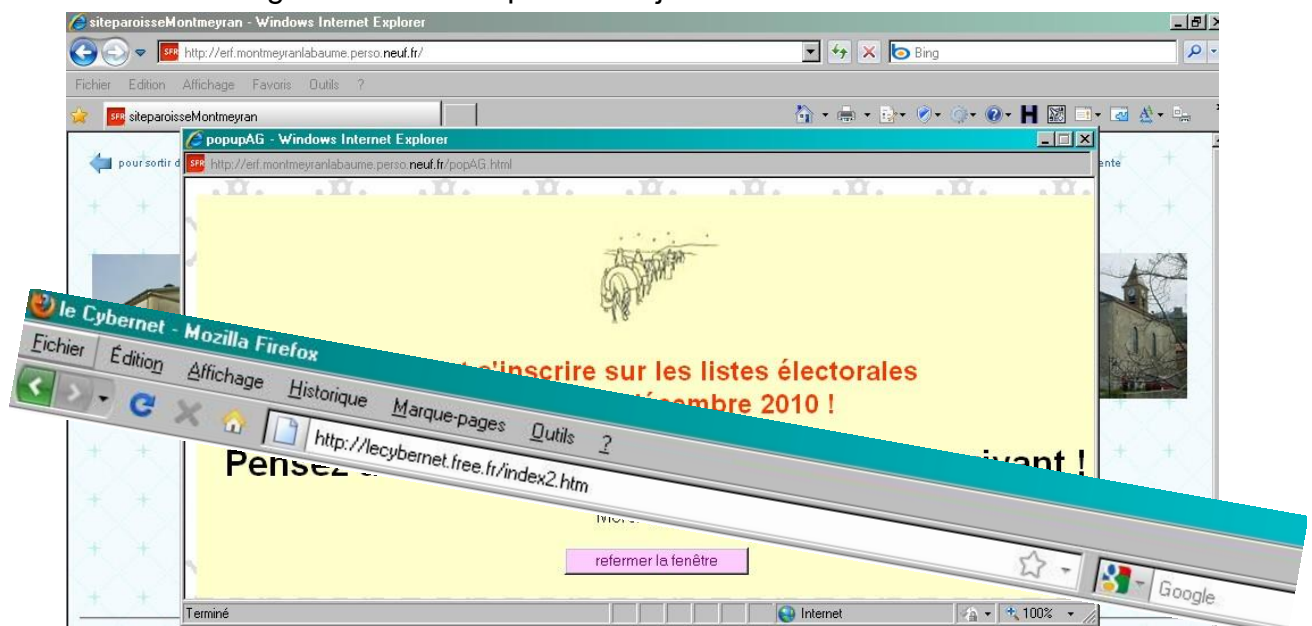 siteparoisseMontmeyran - Windows Internet Explorer
http://erf.montmeyranlabaume.perso.neuf.fr/
Bing
Fichier Edition Affichage Favoris Outils ?
SFR siteparoisseMontmeyran
popupAG - Windows Internet Explorer
pour sortir d
SFR http://erf.montmeyranlabaume.perso.neuf.fr/popAG.html
ente
s'inscrire sur les listes électorales
décembre 2010 !
Pensez
ivant !
refermer la fenêtre
Terminé
Internet
100%
le Cybernet - Mozilla Firefox
Fichier Édition Affichage Historique Marque-pages Outils ?
http://lecybernet.free.fr/index2.htm
Google